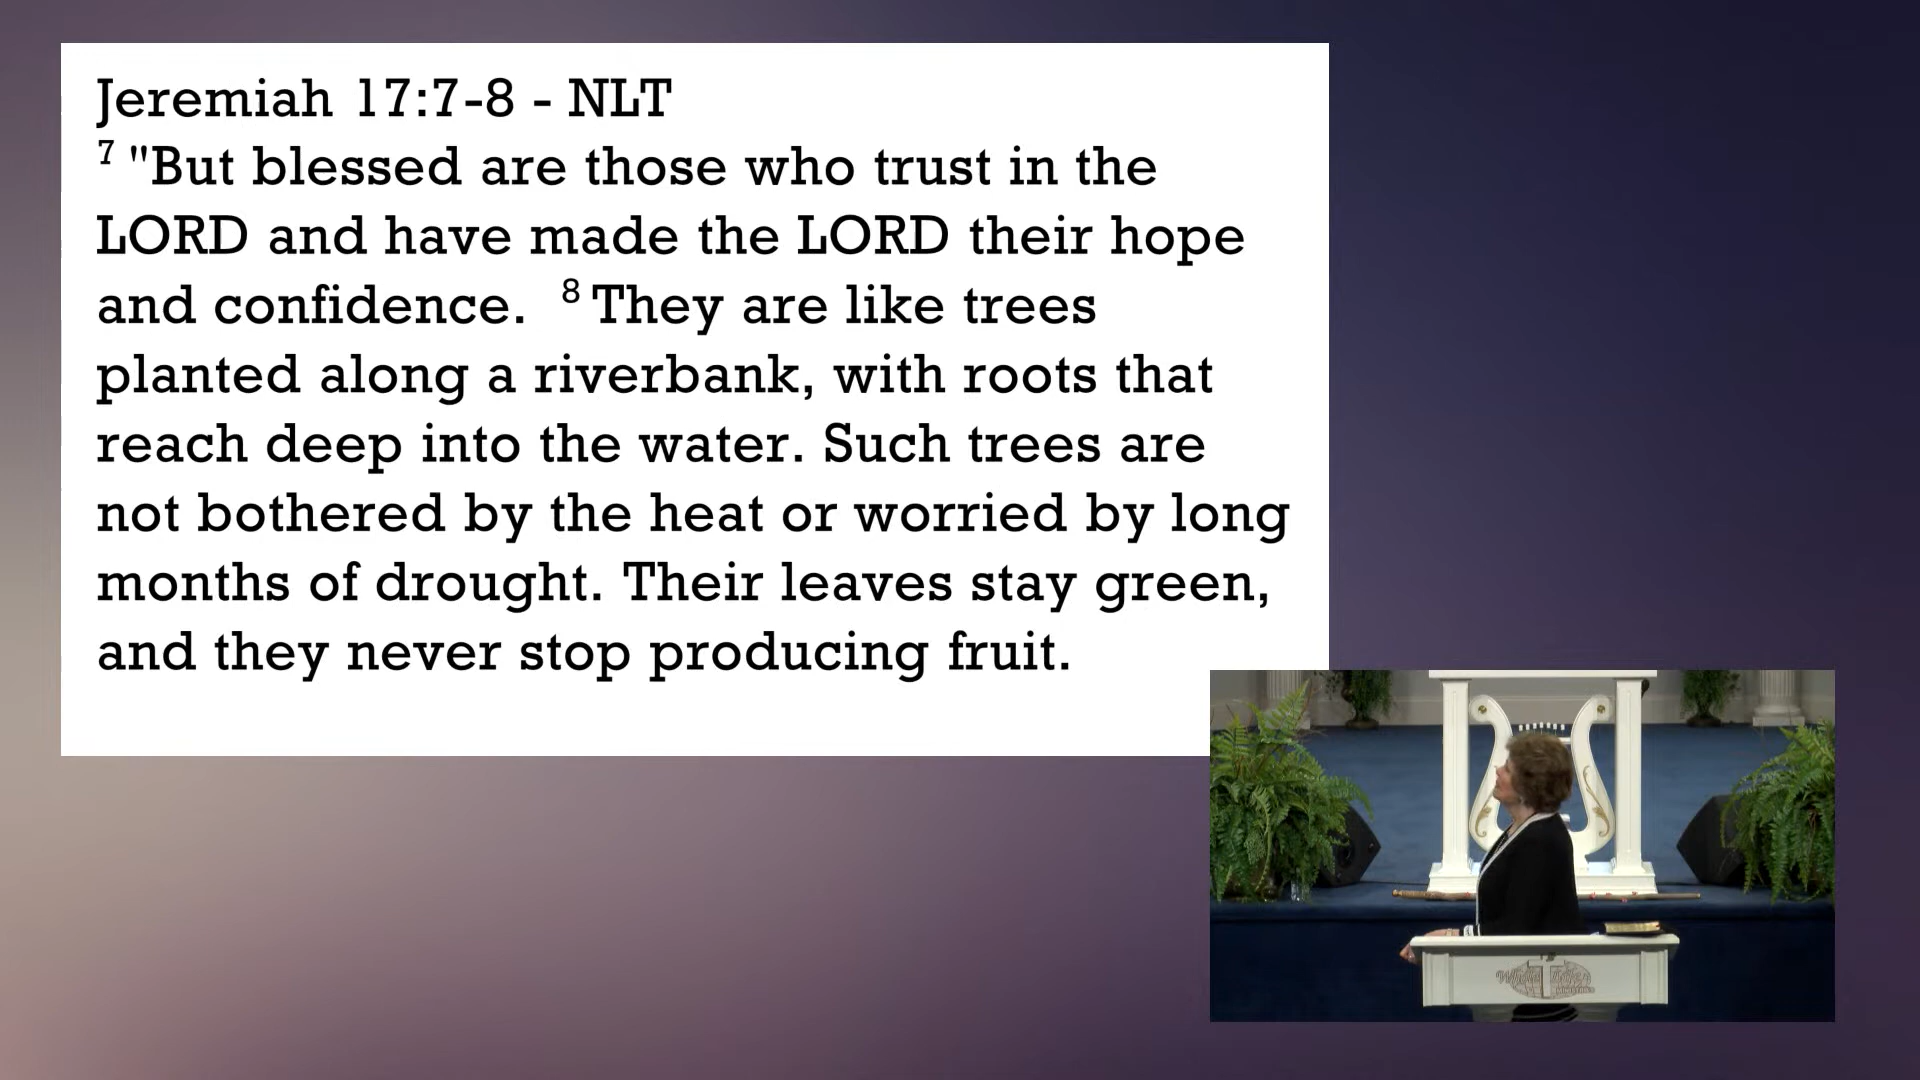 Jeremiah 17:7-8 - NLT
7 "But blessed are those who trust in the
LORD and have made the LORD their hope
and confidence. 8 They are like trees
planted along a riverbank, with roots that
reach deep into the water. Such trees are
not bothered by the heat or worried by long
months of drought. Their leaves stay green,
and they never stop producing fruit.